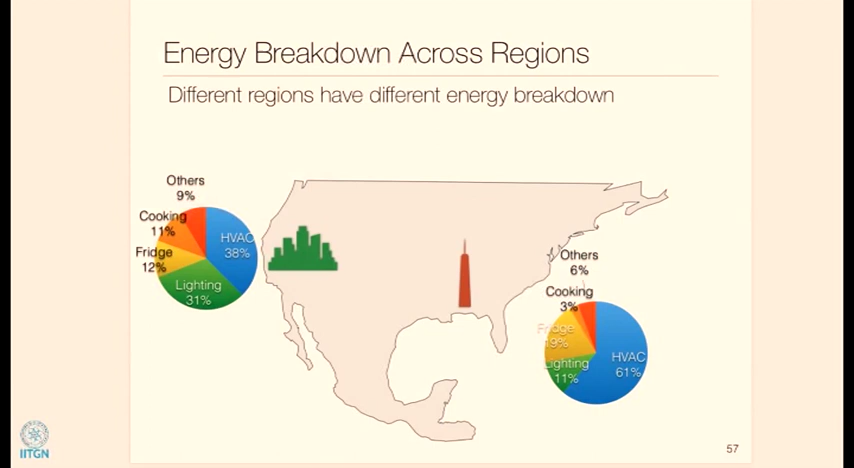 Energy Breakdown Across Regions
Different regions have different energy breakdown
Others
9%
Cooking
11%
Fridge
12%
HVAC
38%
Lighting
31%
Others
6%
Cooking
3%
Fridge
19%
Lighting
11%
HVAC
61%
IITGN
57